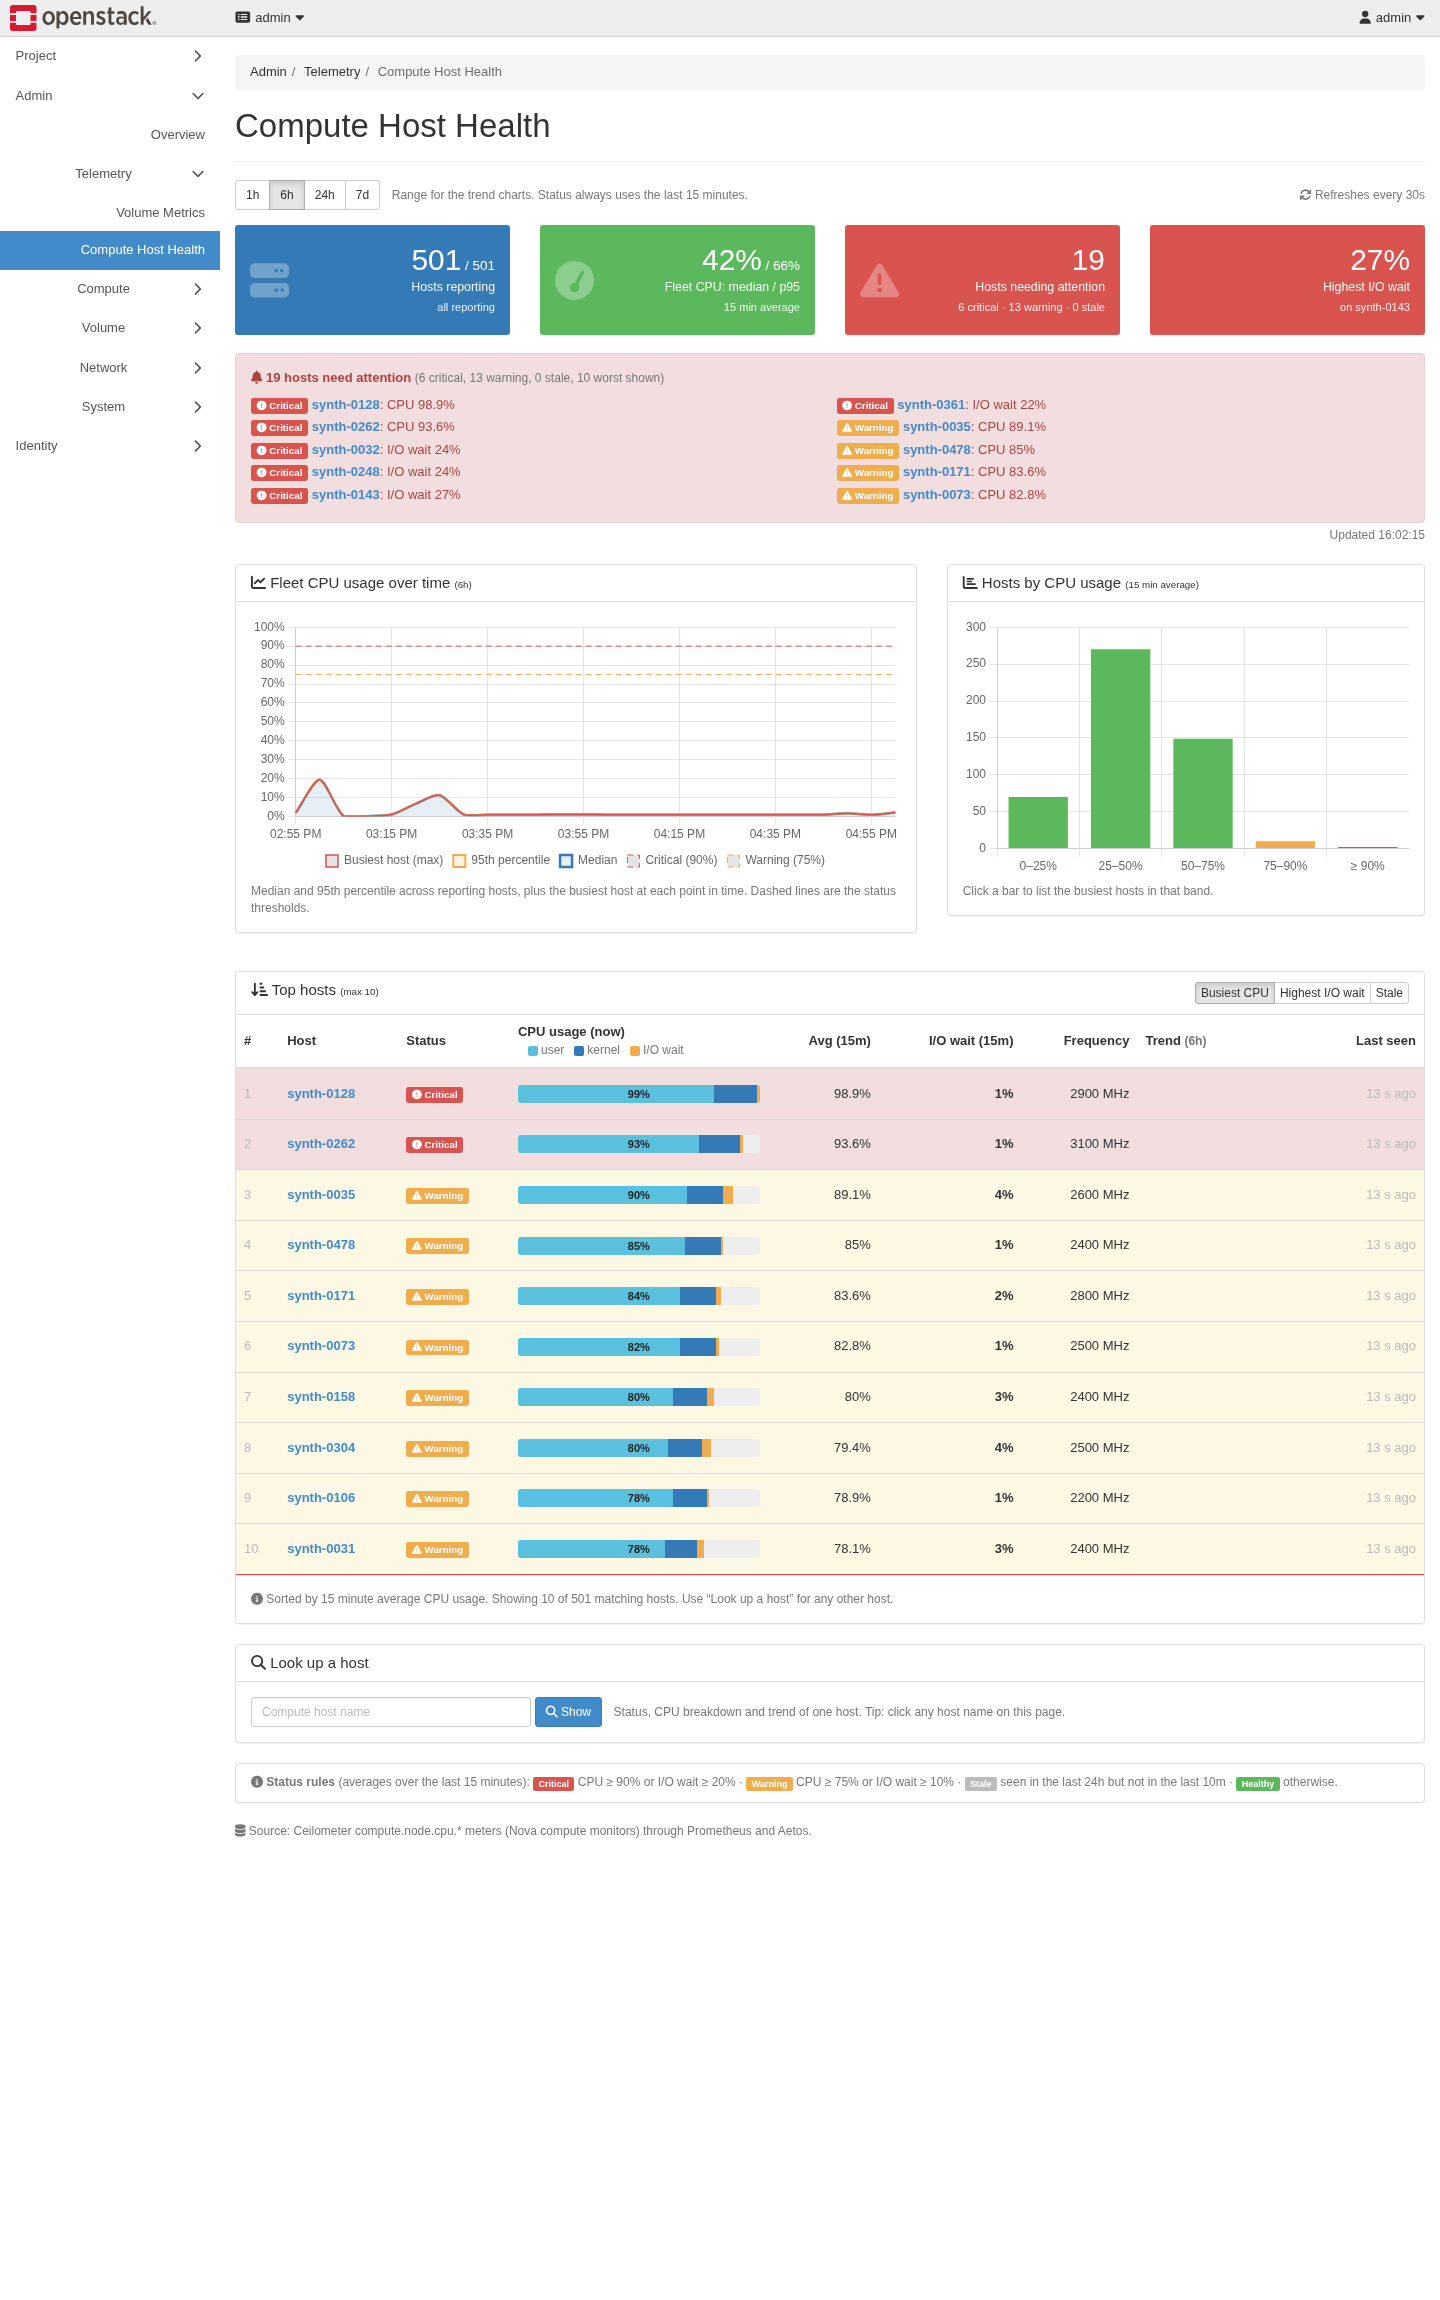 openstack.
admin
admin
Project
Admin
Overview
Telemetry
Volume Metrics
Compute Host Health
Compute
Volume
Network
System
Identity
Admin / Telemetry / Compute Host Health
Compute Host Health
1h 6h 24h 7d Range for the trend charts. Status always uses the last 15 minutes.
Refreshes every 30s
501 / 501
Hosts reporting
all reporting
42% / 66%
Fleet CPU: median / p95
15 min average
19
Hosts needing attention
6 critical · 13 warning · 0 stale
27%
Highest I/O wait
on synth-0143
19 hosts need attention (6 critical, 13 warning, 0 stale, 10 worst shown)
Critical synth-0128: CPU 98.9%
Critical synth-0262: CPU 93.6%
Critical synth-0032: I/O wait 24%
Critical synth-0248: I/O wait 24%
Critical synth-0143: I/O wait 27%
Critical synth-0361: I/O wait 22%
Warning synth-0035: CPU 89.1%
Warning synth-0478: CPU 85%
Warning synth-0171: CPU 83.6%
Warning synth-0073: CPU 82.8%
Updated 16:02:15
Fleet CPU usage over time (6h)
100%
90%
80%
70%
60%
50%
40%
30%
20%
10%
0%
02:55 PM 03:15 PM 03:35 PM 03:55 PM 04:15 PM 04:35 PM 04:55 PM
Busiest host (max) 95th percentile Median Critical (90%) Warning (75%)
Median and 95th percentile across reporting hosts, plus the busiest host at each point in time. Dashed lines are the status
thresholds.
Hosts by CPU usage (15 min average)
300
250
200
150
100
50
0
0–25% 25–50% 50–75% 75–90% ≥ 90%
Click a bar to list the busiest hosts in that band.
Top hosts (max 10)
Busiest CPU Highest I/O wait Stale
# Host Status CPU usage (now) Avg (15m) I/O wait (15m) Frequency Trend (6h) Last seen
user kernel I/O wait
1 synth-0128 Critical 99% 98.9% 1% 2900 MHz 13 s ago
2 synth-0262 Critical 93% 93.6% 1% 3100 MHz 13 s ago
3 synth-0035 Warning 90% 89.1% 4% 2600 MHz 13 s ago
4 synth-0478 Warning 85% 85% 1% 2400 MHz 13 s ago
5 synth-0171 Warning 84% 83.6% 2% 2800 MHz 13 s ago
6 synth-0073 Warning 82% 82.8% 1% 2500 MHz 13 s ago
7 synth-0158 Warning 80% 80% 3% 2400 MHz 13 s ago
8 synth-0304 Warning 80% 79.4% 4% 2500 MHz 13 s ago
9 synth-0106 Warning 78% 78.9% 1% 2200 MHz 13 s ago
10 synth-0031 Warning 78% 78.1% 3% 2400 MHz 13 s ago
Sorted by 15 minute average CPU usage. Showing 10 of 501 matching hosts. Use “Look up a host” for any other host.
Look up a host
Compute host name Show Status, CPU breakdown and trend of one host. Tip: click any host name on this page.
Status rules (averages over the last 15 minutes): Critical CPU ≥ 90% or I/O wait ≥ 20% · Warning CPU ≥ 75% or I/O wait ≥ 10% · Stale seen in the last 24h but not in the last 10m · Healthy otherwise.
Source: Ceilometer compute.node.cpu.* meters (Nova compute monitors) through Prometheus and Aetos.